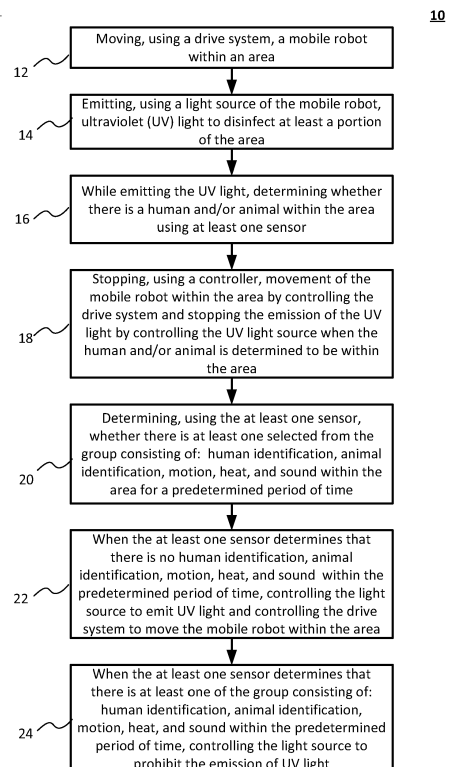 10
Moving, using a drive system, a mobile robot
within an area
12
Emitting, using a light source of the mobile robot,
ultraviolet (UV) light to disinfect at least a portion
of the area
14
While emitting the UV light, determining whether
there is a human and/or animal within the area
using at least one sensor
16
Stopping, using a controller, movement of the
mobile robot within the area by controlling the
drive system and stopping the emission of the UV
light by controlling the UV light source when the
human and/or animal is determined to be within
the area
18
Determining, using the at least one sensor,
whether there is at least one selected from the
group consisting of: human identification, animal
identification, motion, heat, and sound within the
area for a predetermined period of time
20
When the at least one sensor determines that
there is no human identification, animal
identification, motion, heat, and sound within the
predetermined period of time, controlling the light
source to emit UV light and controlling the drive
system to move the mobile robot within the area
22
When the at least one sensor determines that
there is at least one of the group consisting of:
human identification, animal identification,
motion, heat, and sound within the predetermined
period of time, controlling the light source to
prohibit the emission of UV light
24